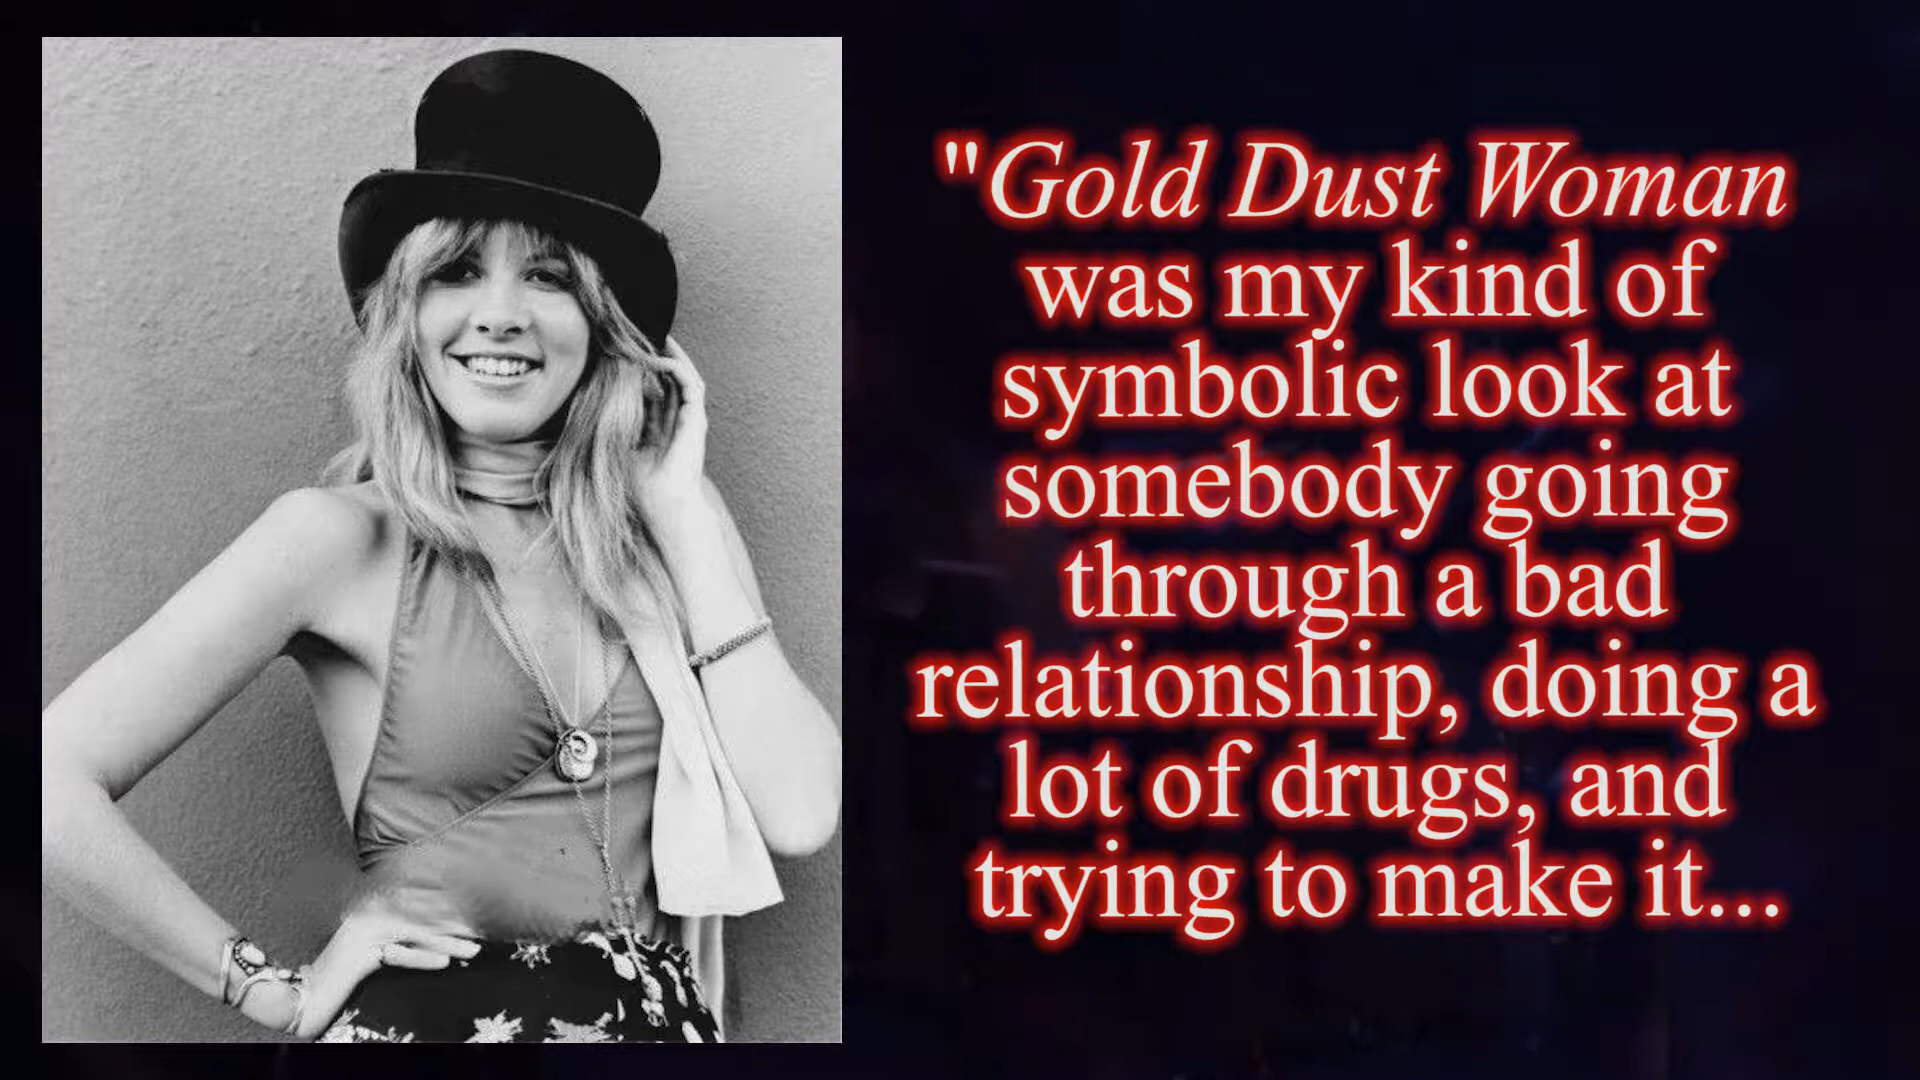 "Gold Dust Woman
was my kind of
symbolic look at
somebody going
through a bad
relationship, doing a
lot of drugs, and
trying to make it...